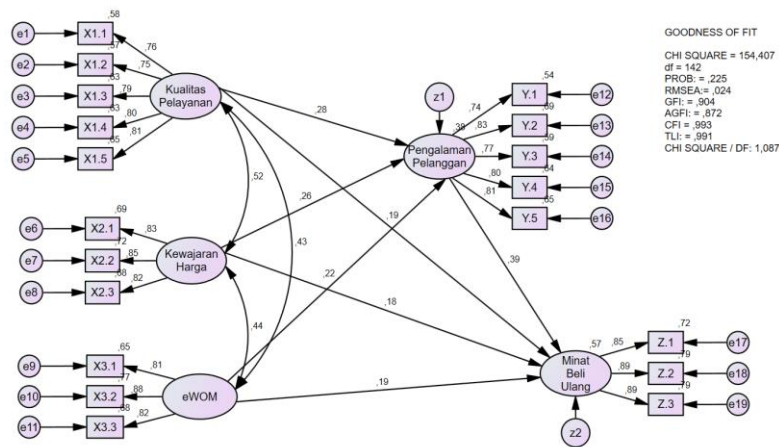 GOODNESS OF FIT
CHI SQUARE = 154,407
df = 142
PROB: = ,225
RMSEA:= ,024
GFI: = ,904
AGFI: = ,872
CFI: = ,993
TLI: = ,991
CHI SQUARE / DF: 1,087
,58
e1 X1.1 ,76
,57
e2 X1.2 ,75
,63
e3 X1.3 ,79
,63
e4 X1.4 ,80
,65
e5 X1.5 ,81
Kualitas
Pelayanan
,69
e6 X2.1 ,83
,72
e7 X2.2 ,85
,68
e8 X2.3 ,82
Kewajaran
Harga
,65
e9 X3.1 ,81
,77
e10 X3.2 ,88
,68
e11 X3.3 ,82
eWOM
,52
,43
,44
,28
,26
,22
,19
,18
,19
,39
z1
,38
Pengalaman
Pelanggan
,54
,74 Y.1 e12
,69
,83 Y.2 e13
,59
,77 Y.3 e14
,64
,80 Y.4 e15
,65
,81 Y.5 e16
,57
Minat
Beli
Ulang
z2
,72
,85 Z.1 e17
,79
,89 Z.2 e18
,79
,89 Z.3 e19